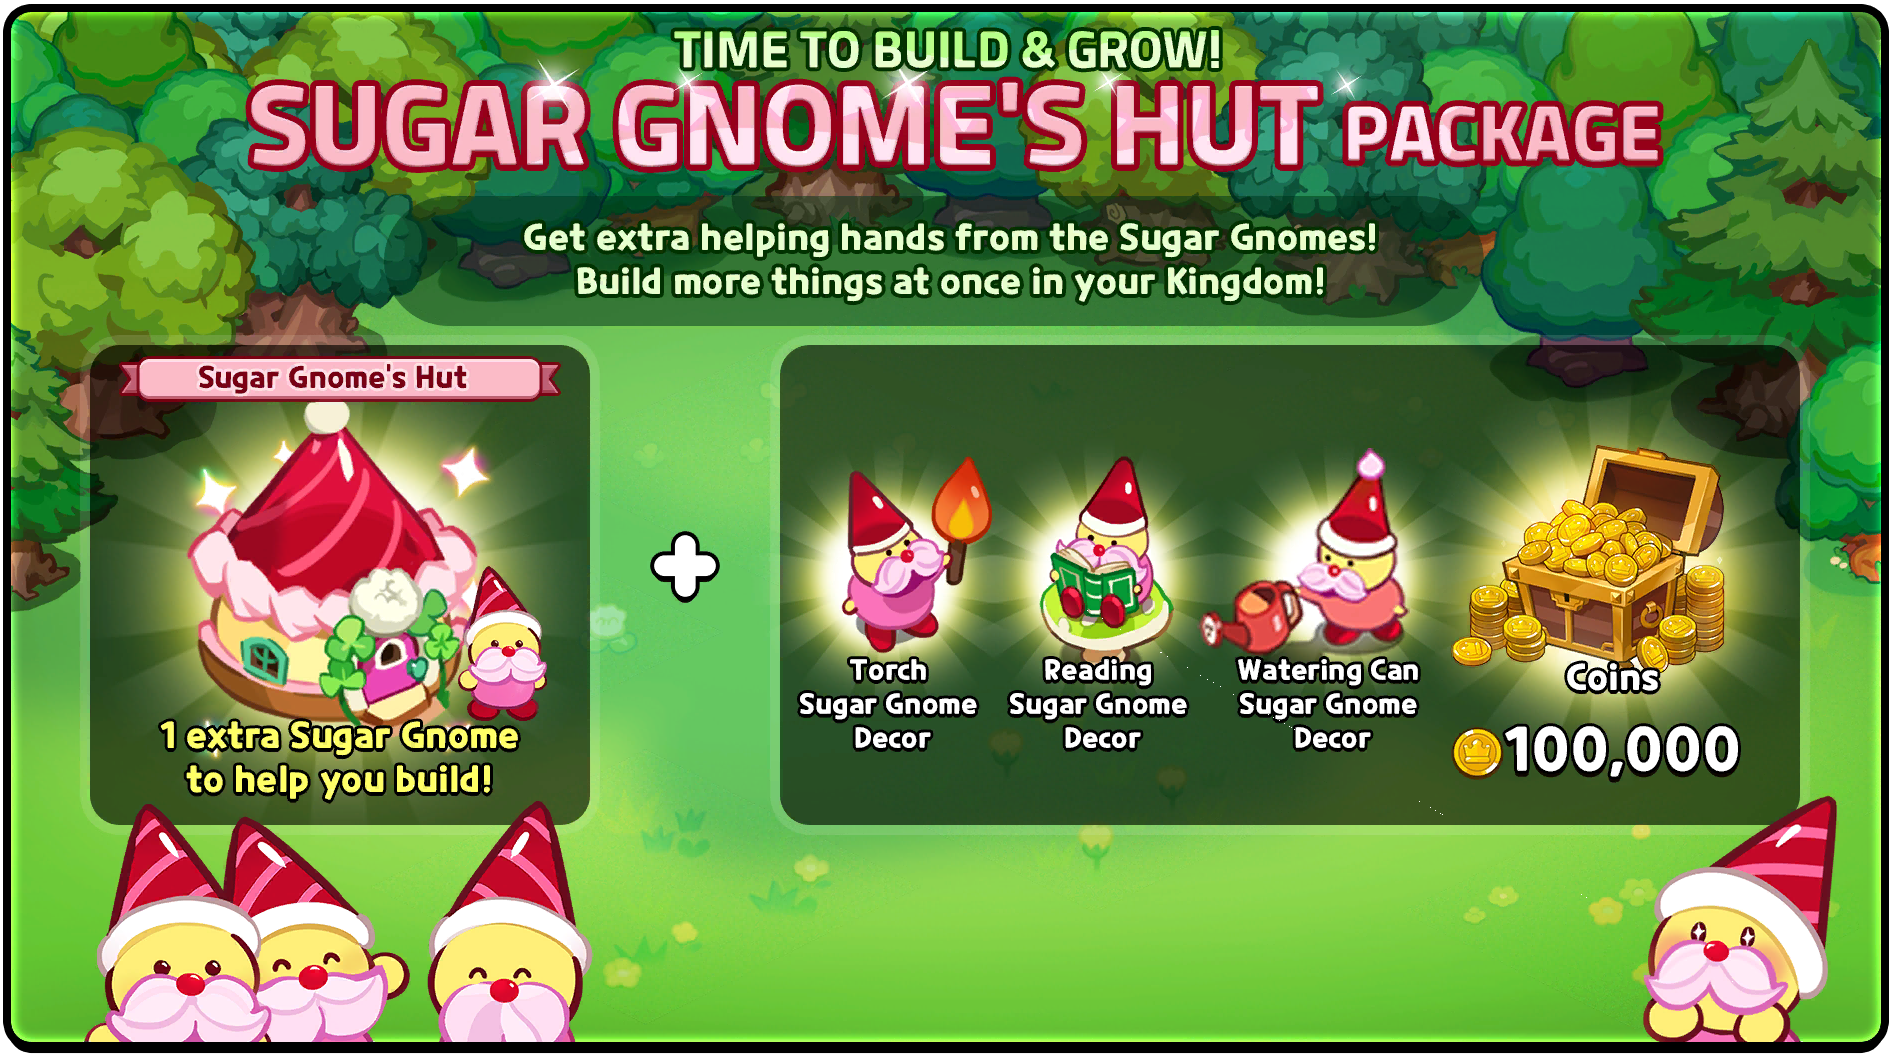 TIME TO BUILD & GROW!
SUGAR GNOME'S HUT PACKAGE
Get extra helping hands from the Sugar Gnomes!
Build more things at once in your Kingdom!
Sugar Gnome's Hut
1 extra Sugar Gnome
to help you build!
Torch
Sugar Gnome
Decor
Reading
Sugar Gnome
Decor
Watering Can
Sugar Gnome
Decor
Coins
100,000